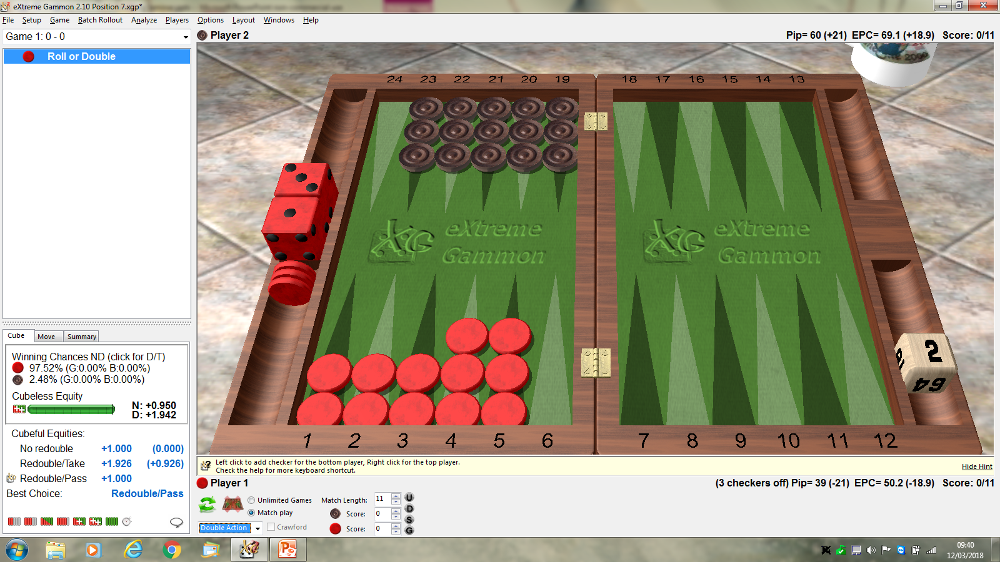 eXtreme Gammon 2.10 Position 7.xgp*
File Setup Game Batch Rollout Analyze Players Options Layout Windows Help
Game 1: 0 - 0
Player 2
Pip= 60 (+21) EPC= 69.1 (+18.9) Score: 0/11
Roll or Double
24 23 22 21 20 19 18 17 16 15 14 13
XG eXtreme Gammon
XG eXtreme Gammon
2
64
1 2 3 4 5 6 7 8 9 10 11 12
Cube Move Summary
Winning Chances ND (click for D/T)
97.52% (G:0.00% B:0.00%)
2.48% (G:0.00% B:0.00%)
Cubeless Equity
N: +0.950
D: +1.942
Cubeful Equities:
No redouble +1.000 (0.000)
Redouble/Take +1.926 (+0.926)
Redouble/Pass +1.000
Best Choice: Redouble/Pass
Left click to add checker for the bottom player, Right click for the top player.
Check the help for more keyboard shortcut.
Hide Hint
Player 1
(3 checkers off) Pip= 39 (-21) EPC= 50.2 (-18.9) Score: 0/11
Unlimited Games
Match play
Double Action
Crawford
Match Length: 11
Score: 0
Score: 0
U
D
S
G
09:40
12/03/2018